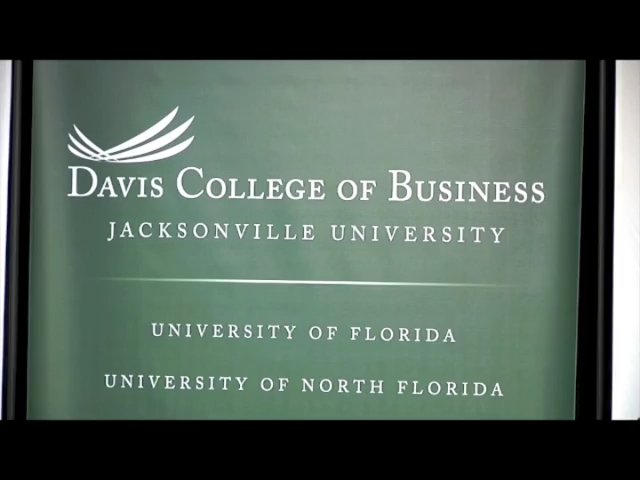 DAVIS COLLEGE OF BUSINESS
JACKSONVILLE UNIVERSITY
UNIVERSITY OF FLORIDA
UNIVERSITY OF NORTH FLORIDA